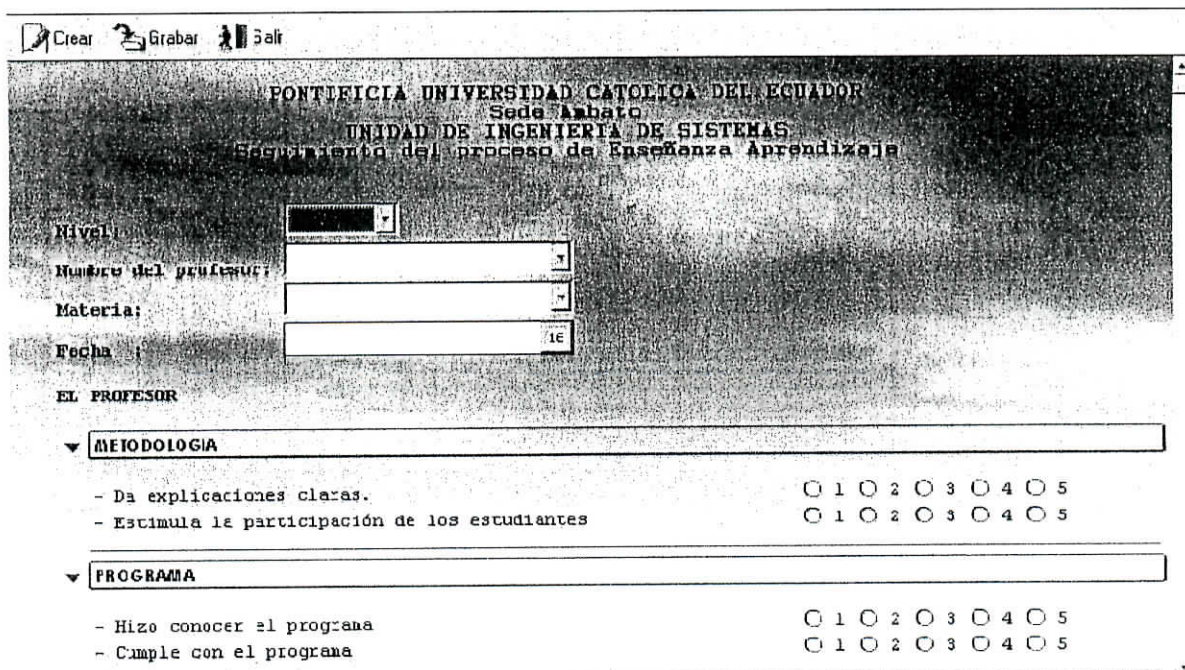 Crear Grabar Salir
PONTIFICIA UNIVERSIDAD CATOLICA DEL ECUADOR
Sede Ambato
UNIDAD DE INGENIERIA DE SISTEMAS
Seguimiento del proceso de Enseñanza Aprendizaje
Nivel:
Nombre del profesor:
Materia:
Fecha :
16
EL PROFESOR
METODOLOGIA
- Da explicaciones claras. 1 2 3 4 5
- Estimula la participación de los estudiantes 1 2 3 4 5
PROGRAMA
- Hizo conocer el programa 1 2 3 4 5
- Cumple con el programa 1 2 3 4 5